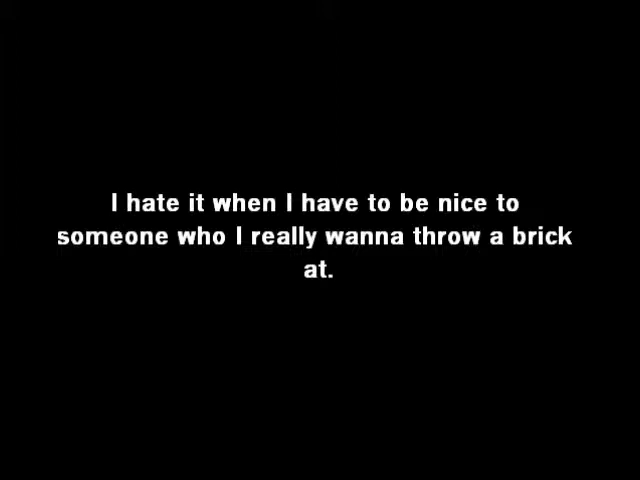 I hate it when I have to be nice to
someone who I really wanna throw a brick
at.